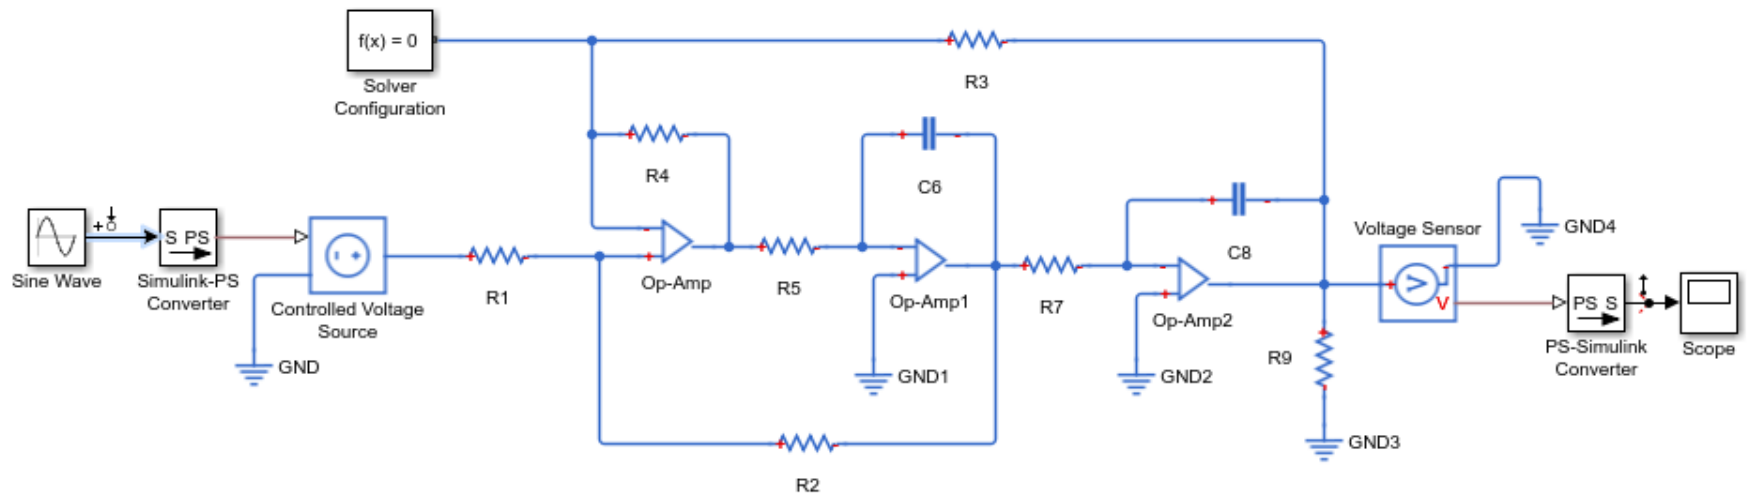 f(x) = 0
Solver
Configuration
R3
R4
C6
Sine Wave
S PS
Simulink-PS
Converter
Controlled Voltage
Source
GND
R1
Op-Amp
R5
Op-Amp1
GND1
R2
R7
C8
Op-Amp2
GND2
R9
GND3
Voltage Sensor
V
V
GND4
PS S
PS-Simulink
Converter
Scope